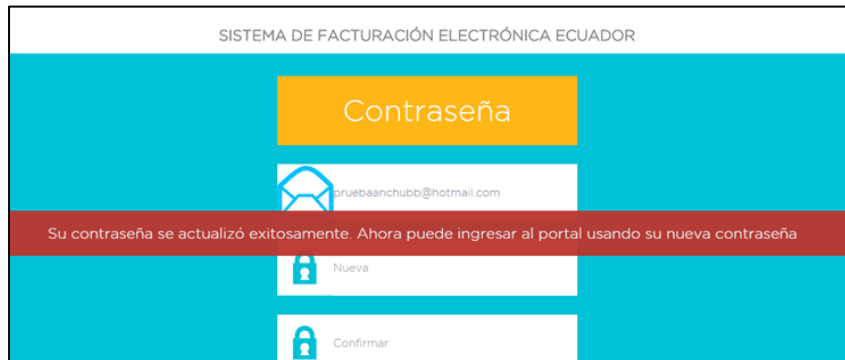 SISTEMA DE FACTURACIÓN ELECTRÓNICA ECUADOR
Contraseña
pruebaanchubb@hotmail.com
Su contraseña se actualizó exitosamente. Ahora puede ingresar al portal usando su nueva contraseña
Nueva
Confirmar